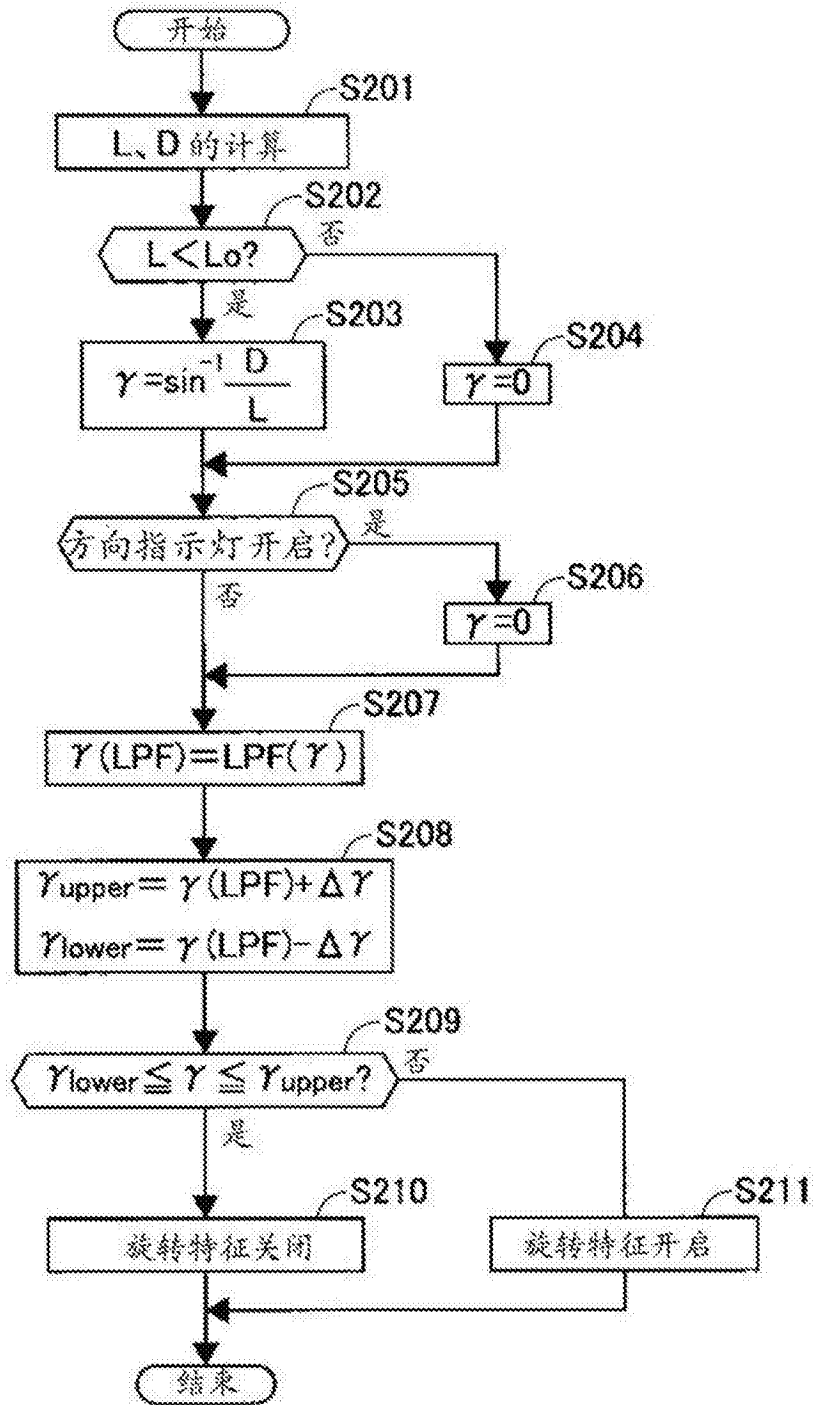 开始
S201
L、D的计算
S202
L<Lo?
否
是
S203
γ=sin⁻¹ D/L
S204
γ=0
S205
方向指示灯开启?
是
否
S206
γ=0
S207
γ(LPF)=LPF(γ)
S208
γupper=γ(LPF)+Δγ
γlower=γ(LPF)-Δγ
S209
γlower≦γ≦γupper?
否
是
S210
旋转特征关闭
S211
旋转特征开启
结束